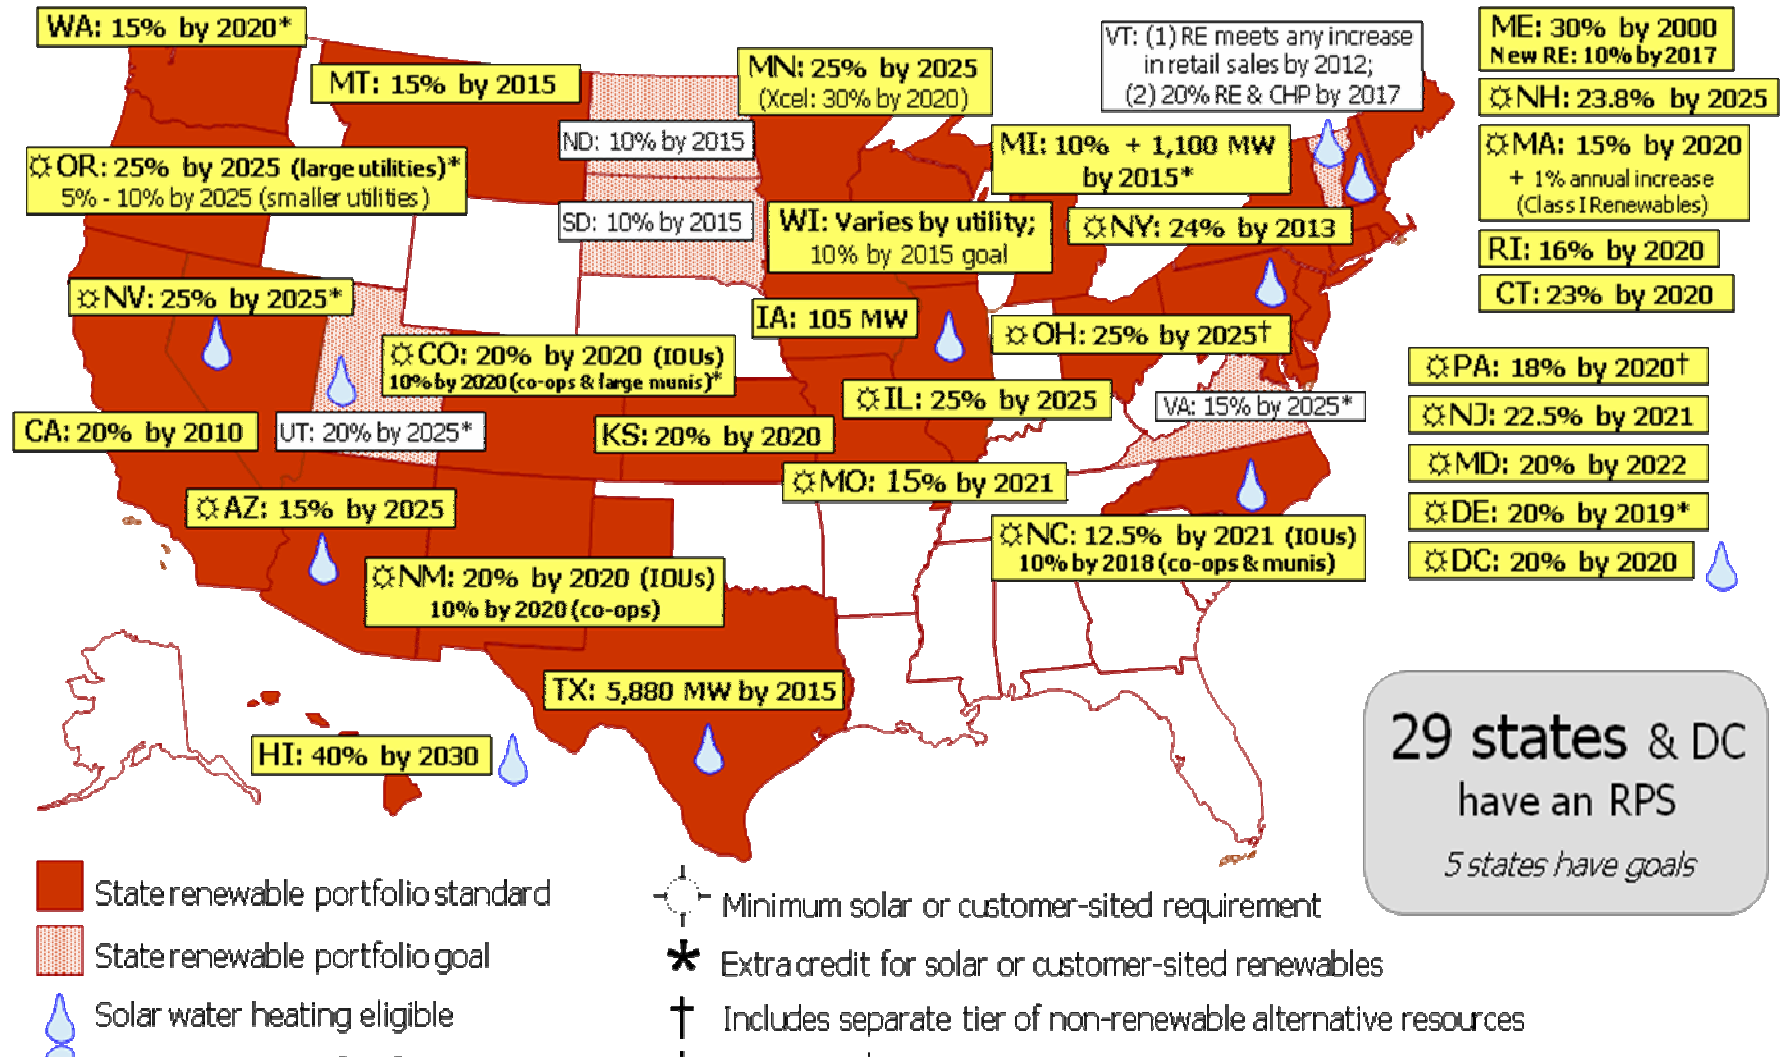 WA: 15% by 2020*
MT: 15% by 2015
MN: 25% by 2025
(Xcel: 30% by 2020)
VT: (1) RE meets any increase
in retail sales by 2012;
(2) 20% RE & CHP by 2017
ME: 30% by 2000
New RE: 10% by 2017
☼NH: 23.8% by 2025
ND: 10% by 2015
MI: 10% + 1,100 MW
by 2015*
☼MA: 15% by 2020
+ 1% annual increase
(Class I Renewables)
☼OR: 25% by 2025 (large utilities)*
5% - 10% by 2025 (smaller utilities)
SD: 10% by 2015
WI: Varies by utility;
10% by 2015 goal
☼NY: 24% by 2013
RI: 16% by 2020
CT: 23% by 2020
☼NV: 25% by 2025*
IA: 105 MW
☼OH: 25% by 2025†
☼CO: 20% by 2020 (IOUs)
10% by 2020 (co-ops & large munis)*
☼PA: 18% by 2020†
☼IL: 25% by 2025
VA: 15% by 2025*
☼NJ: 22.5% by 2021
CA: 20% by 2010
UT: 20% by 2025*
KS: 20% by 2020
☼MD: 20% by 2022
☼MO: 15% by 2021
☼AZ: 15% by 2025
☼DE: 20% by 2019*
☼NC: 12.5% by 2021 (IOUs)
10% by 2018 (co-ops & munis)
☼DC: 20% by 2020
☼NM: 20% by 2020 (IOUs)
10% by 2020 (co-ops)
TX: 5,880 MW by 2015
HI: 40% by 2030
29 states & DC
have an RPS
5 states have goals
State renewable portfolio standard
State renewable portfolio goal
Solar water heating eligible
Minimum solar or customer-sited requirement
* Extra credit for solar or customer-sited renewables
† Includes separate tier of non-renewable alternative resources